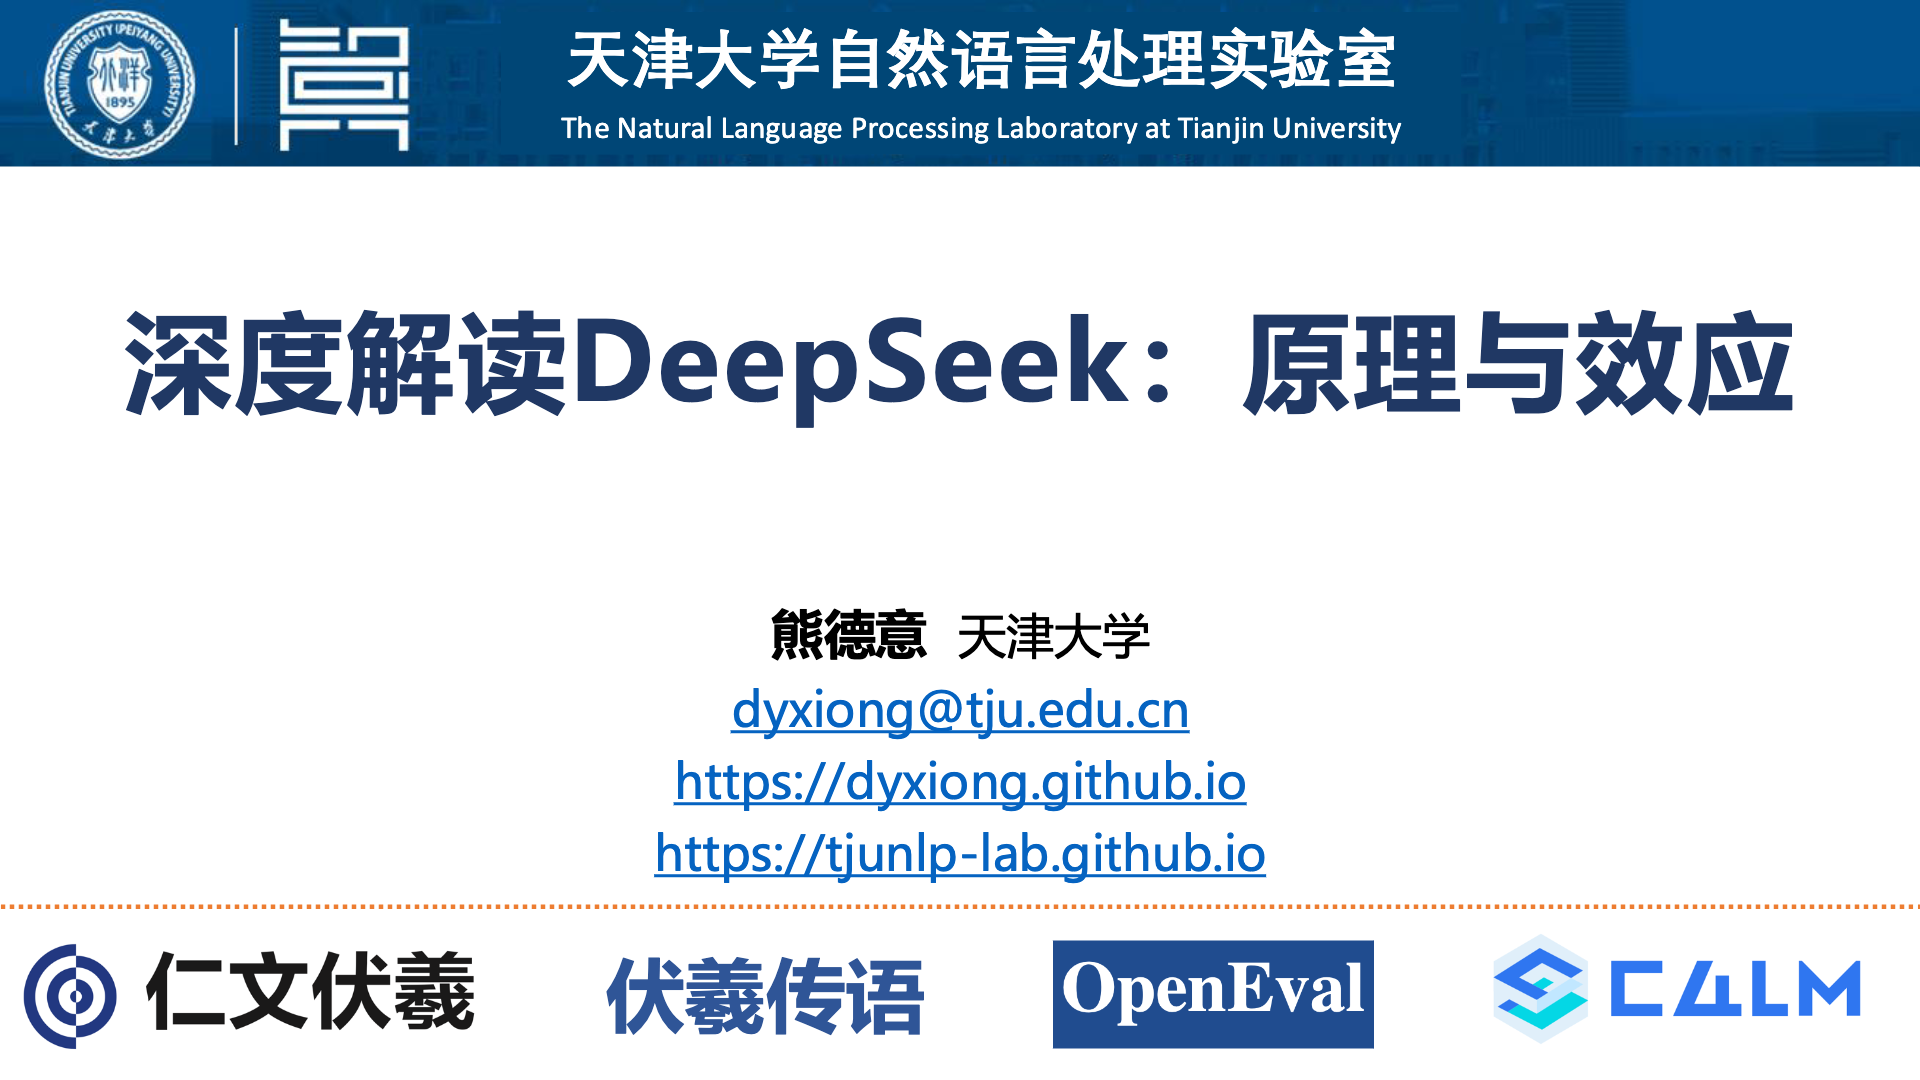 TIANJIN UNIVERSITY (PEIYANG UNIVERSITY)
北洋
1895
天津大学
天津大学自然语言处理实验室
The Natural Language Processing Laboratory at Tianjin University
深度解读DeepSeek：原理与效应
熊德意 天津大学
dyxiong@tju.edu.cn
https://dyxiong.github.io
https://tjunlp-lab.github.io
仁文伏羲
伏羲传语
OpenEval
C4LM